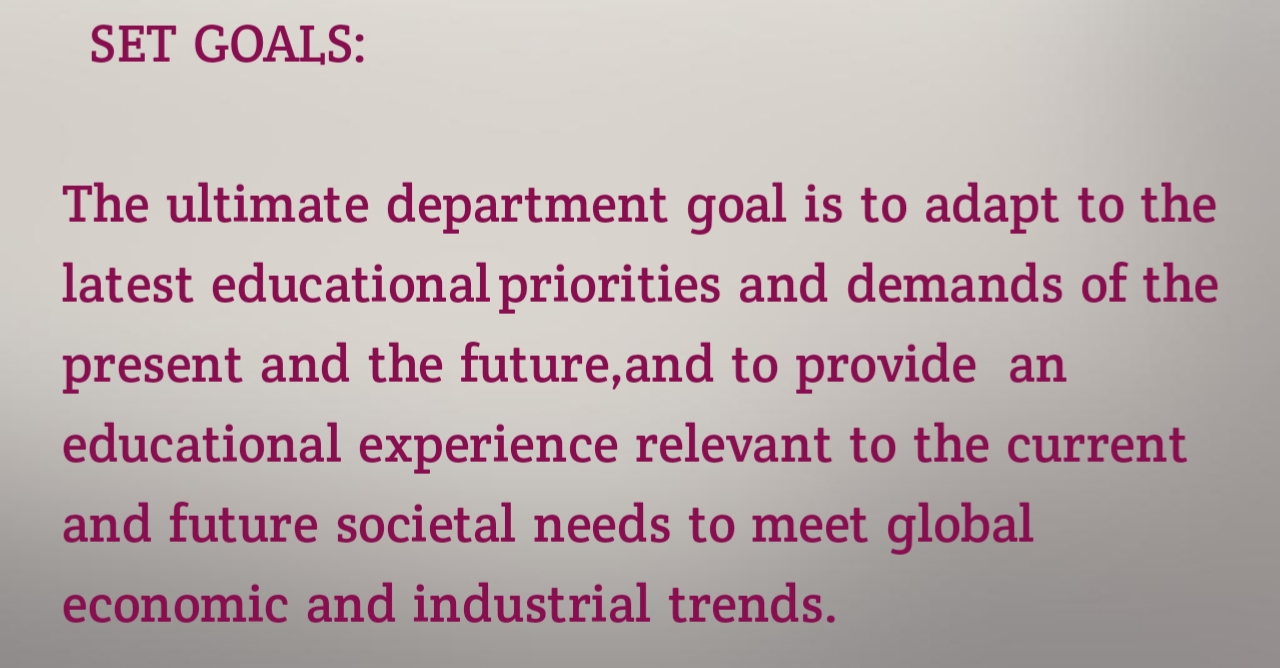 SET GOALS:
The ultimate department goal is to adapt to the
latest educational priorities and demands of the
present and the future,and to provide  an
educational experience relevant to the current
and future societal needs to meet global
economic and industrial trends.